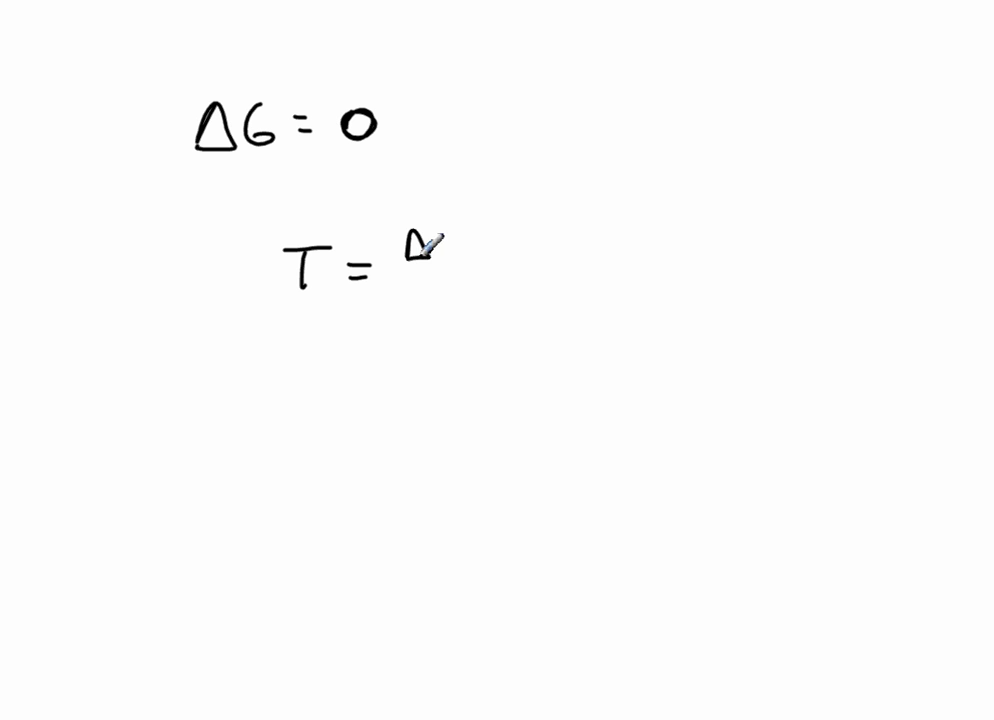 ΔG = 0
T = Δ